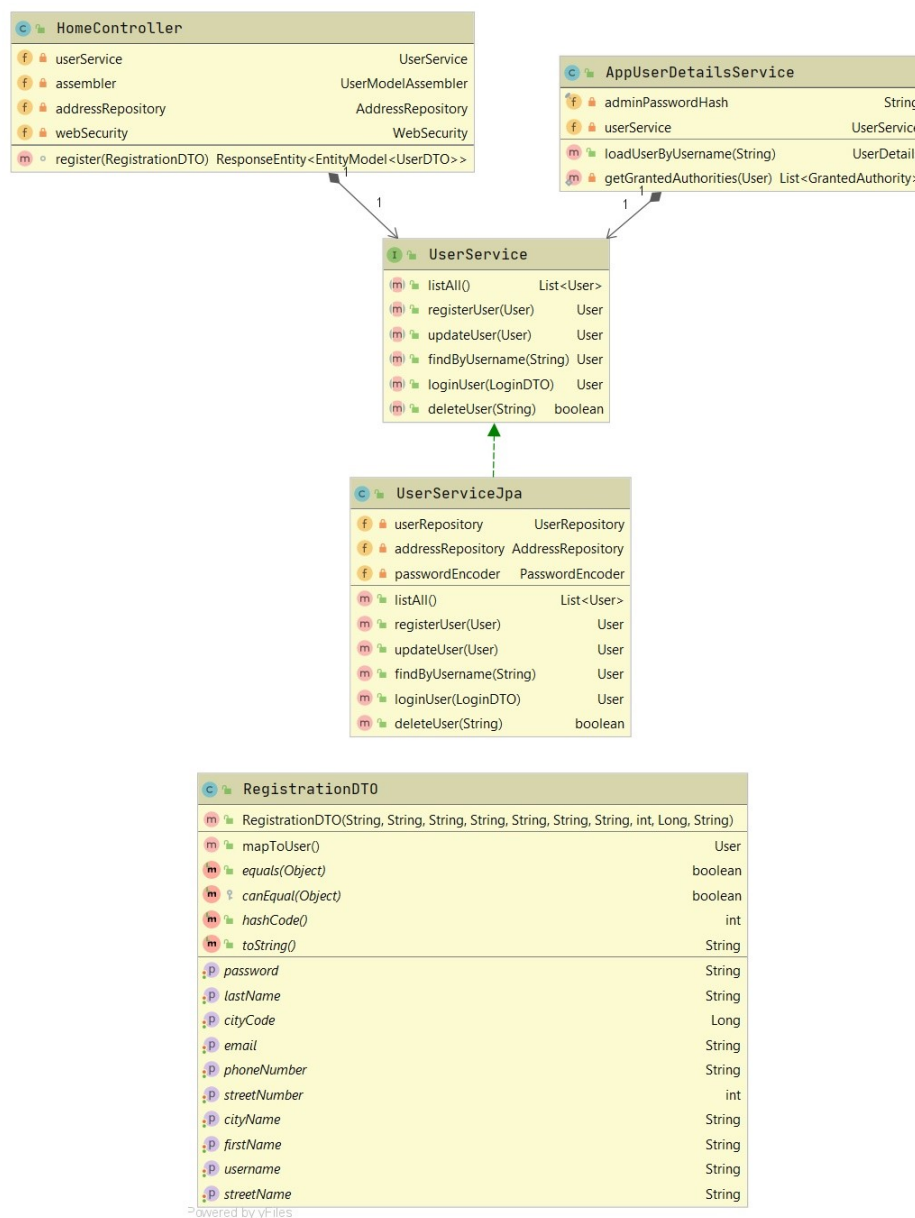 HomeController
userService UserService
assembler UserModelAssembler
addressRepository AddressRepository
webSecurity WebSecurity
register(RegistrationDTO) ResponseEntity<EntityModel<UserDTO>>
AppUserDetailsService
adminPasswordHash String
userService UserService
loadUserByUsername(String) UserDetail
getGrantedAuthorities(User) List<GrantedAuthority>
1
1
1
1
UserService
listAll() List<User>
registerUser(User) User
updateUser(User) User
findByUsername(String) User
loginUser(LoginDTO) User
deleteUser(String) boolean
UserServiceJpa
userRepository UserRepository
addressRepository AddressRepository
passwordEncoder PasswordEncoder
listAll() List<User>
registerUser(User) User
updateUser(User) User
findByUsername(String) User
loginUser(LoginDTO) User
deleteUser(String) boolean
RegistrationDTO
RegistrationDTO(String, String, String, String, String, String, String, int, Long, String)
mapToUser() User
equals(Object) boolean
canEqual(Object) boolean
hashCode() int
toString() String
password String
lastName String
cityCode Long
email String
phoneNumber String
streetNumber int
cityName String
firstName String
username String
streetName String
Powered by yFiles